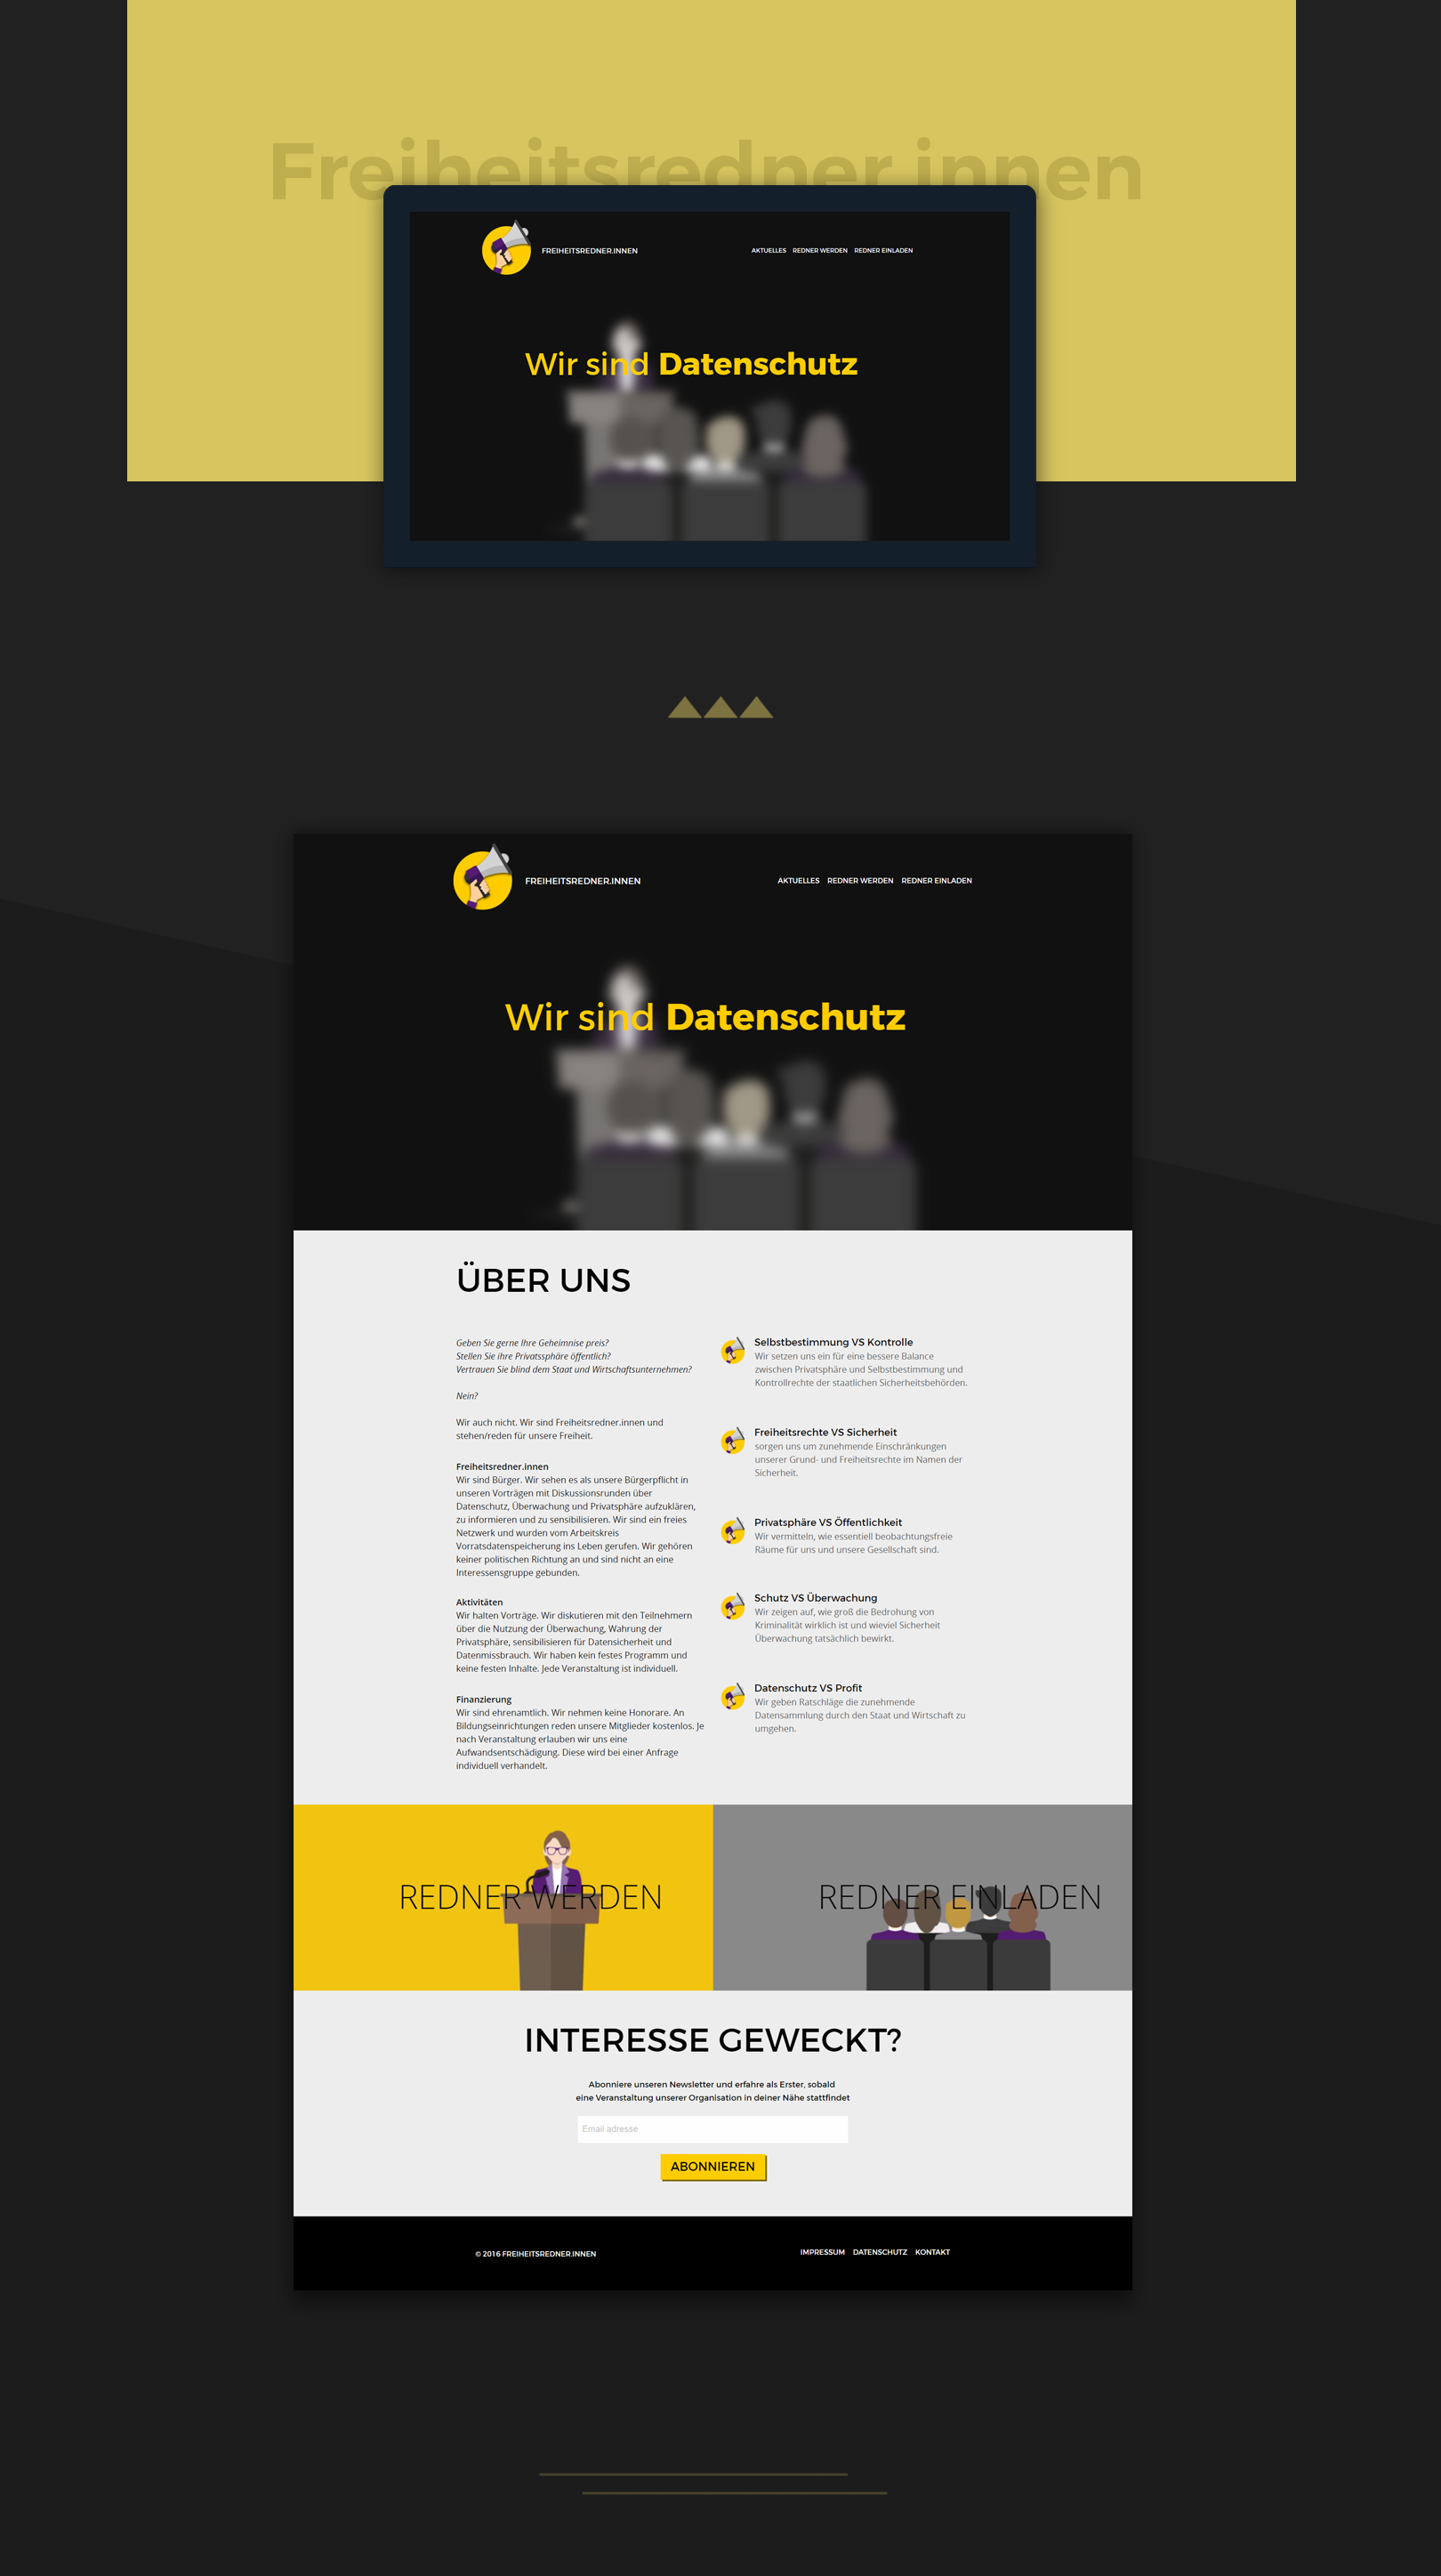 Freiheitsredner.innen
FREIHEITSREDNER.INNEN
AKTUELLES REDNER WERDEN REDNER EINLADEN
Wir sind Datenschutz
FREIHEITSREDNER.INNEN
AKTUELLES REDNER WERDEN REDNER EINLADEN
Wir sind Datenschutz
ÜBER UNS
Geben Sie gerne Ihre Geheimnise preis?
Stellen Sie ihre Privatssphäre öffentlich?
Vertrauen Sie blind dem Staat und Wirtschaftsunternehmen?
Nein?
Wir auch nicht. Wir sind Freiheitsredner.innen und
stehen/reden für unsere Freiheit.
Freiheitsredner.innen
Wir sind Bürger. Wir sehen es als unsere Bürgerpflicht in
unseren Vorträgen mit Diskussionsrunden über
Datenschutz, Überwachung und Privatsphäre aufzuklären,
zu informieren und zu sensibilisieren. Wir sind ein freies
Netzwerk und wurden vom Arbeitskreis
Vorratsdatenspeicherung ins Leben gerufen. Wir gehören
keiner politischen Richtung an und sind nicht an eine
Interessensgruppe gebunden.
Aktivitäten
Wir halten Vorträge. Wir diskutieren mit den Teilnehmern
über die Nutzung der Überwachung, Wahrung der
Privatsphäre, sensibilisieren für Datensicherheit und
Datenmissbrauch. Wir haben kein festes Programm und
keine festen Inhalte. Jede Veranstaltung ist individuell.
Finanzierung
Wir sind ehrenamtlich. Wir nehmen keine Honorare. An
Bildungseinrichtungen reden unsere Mitglieder kostenlos. Je
nach Veranstaltung erlauben wir uns eine
Aufwandsentschädigung. Diese wird bei einer Anfrage
individuell verhandelt.
Selbstbestimmung VS Kontrolle
Wir setzen uns ein für eine bessere Balance
zwischen Privatsphäre und Selbstbestimmung und
Kontrollrechte der staatlichen Sicherheitsbehörden.
Freiheitsrechte VS Sicherheit
sorgen uns um zunehmende Einschränkungen
unserer Grund- und Freiheitsrechte im Namen der
Sicherheit.
Privatsphäre VS Öffentlichkeit
Wir vermitteln, wie essentiell beobachtungsfreie
Räume für uns und unsere Gesellschaft sind.
Schutz VS Überwachung
Wir zeigen auf, wie groß die Bedrohung von
Kriminalität wirklich ist und wieviel Sicherheit
Überwachung tatsächlich bewirkt.
Datenschutz VS Profit
Wir geben Ratschläge die zunehmende
Datensammlung durch den Staat und Wirtschaft zu
umgehen.
REDNER WERDEN
REDNER EINLADEN
INTERESSE GEWECKT?
Abonniere unseren Newsletter und erfahre als Erster, sobald
eine Veranstaltung unserer Organisation in deiner Nähe stattfindet
Email adresse
ABONNIEREN
© 2016 FREIHEITSREDNER.INNEN
IMPRESSUM DATENSCHUTZ KONTAKT